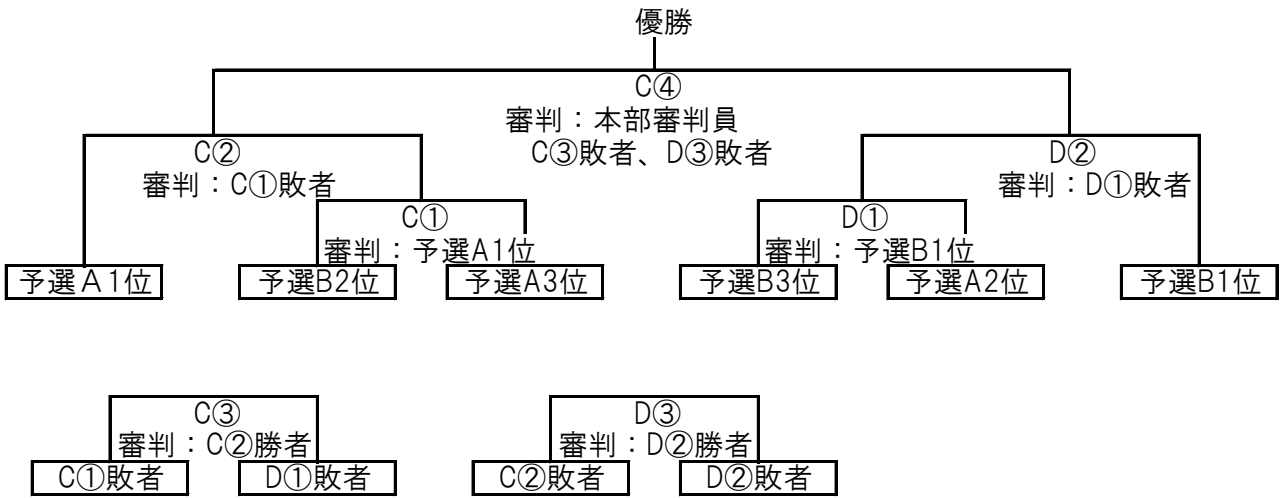 優勝
C④
審判：本部審判員
C③敗者、D③敗者
C②
D②
審判：C①敗者
審判：D①敗者
C①
D①
審判：予選A1位
審判：予選B1位
予選Ａ1位
予選B2位
予選A3位
予選B3位
予選A2位
予選B1位
C③
D③
審判：C②勝者
審判：D②勝者
C①敗者
D①敗者
C②敗者
D②敗者